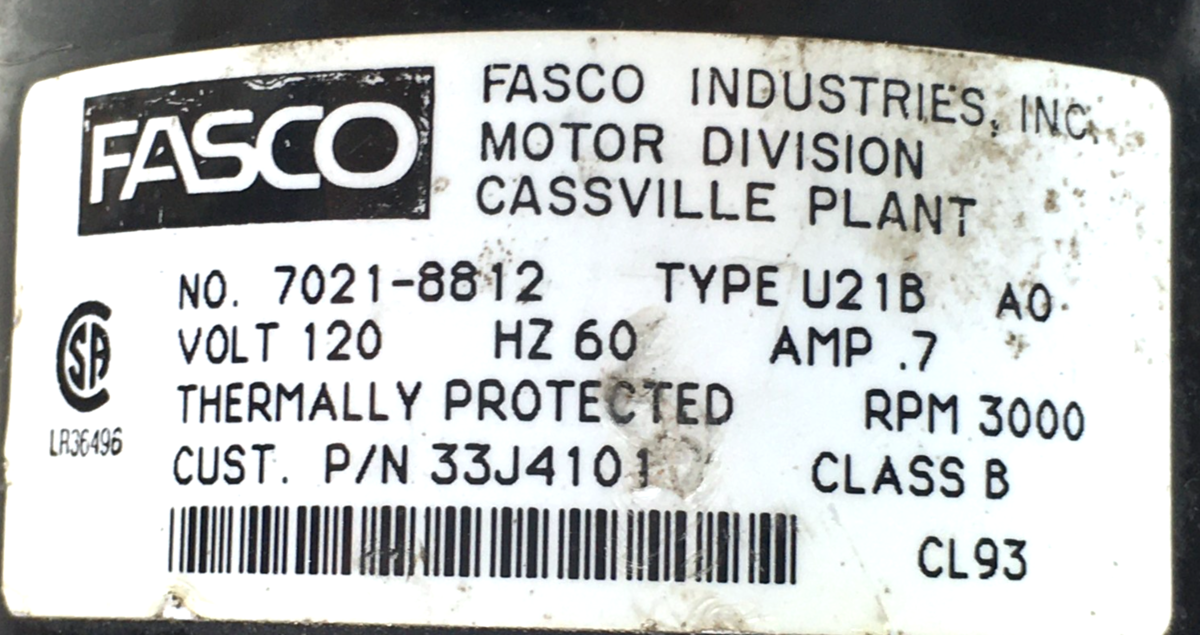 FASCO
FASCO INDUSTRIES, INC.
MOTOR DIVISION
CASSVILLE PLANT
NO. 7021-8812 TYPE U21B A0
VOLT 120 HZ 60 AMP .7
THERMALLY PROTECTED RPM 3000
CUST. P/N 33J4101 CLASS B
CL93
SA
LR36496